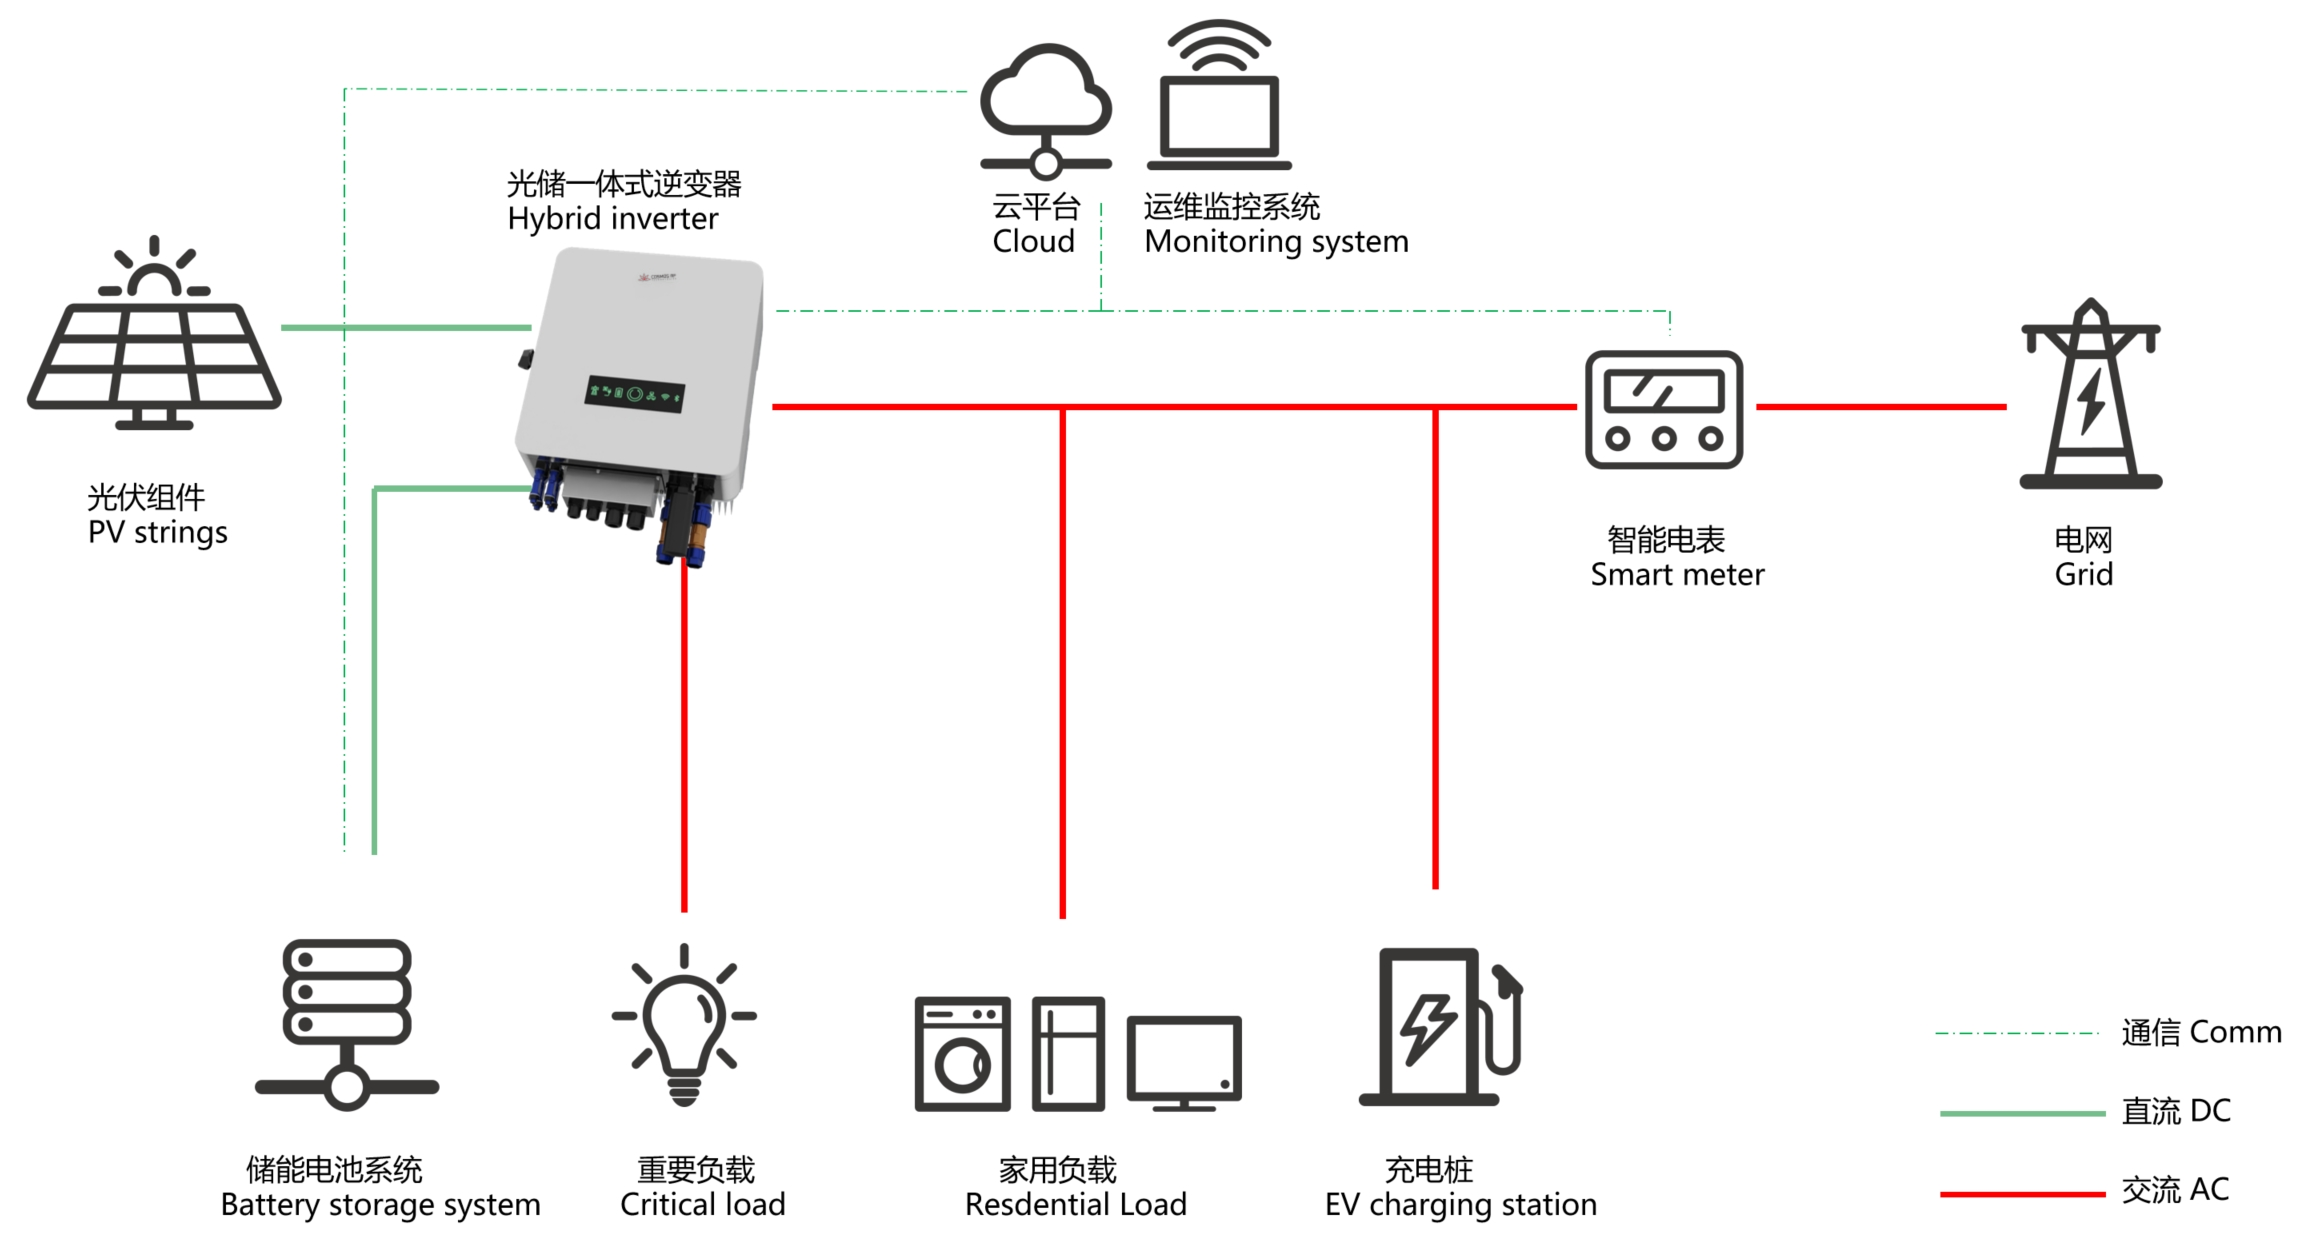 光储一体式逆变器
Hybrid inverter
云平台
Cloud
运维监控系统
Monitoring system
光伏组件
PV strings
智能电表
Smart meter
电网
Grid
储能电池系统
Battery storage system
重要负载
Critical load
家用负载
Resdential Load
充电桩
EV charging station
通信 Comm
直流 DC
交流 AC